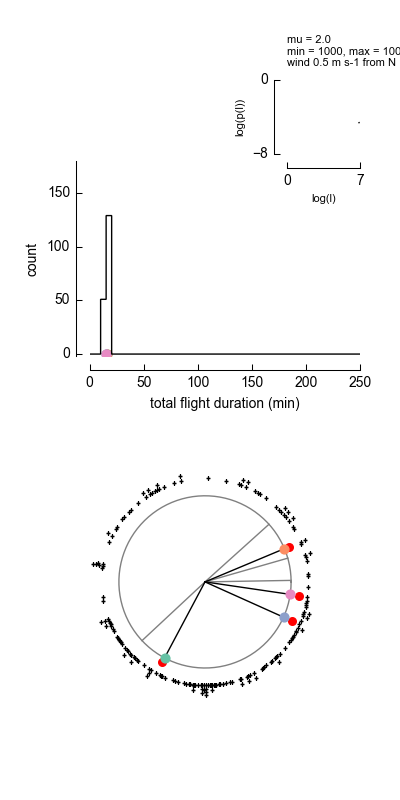 mu = 2.0
min = 1000, max = 100
wind 0.5 m s-1 from N
0
log(p(l))
−8
0 7
log(l)
150
100
50
0
count
0 50 100 150 200 250
total flight duration (min)